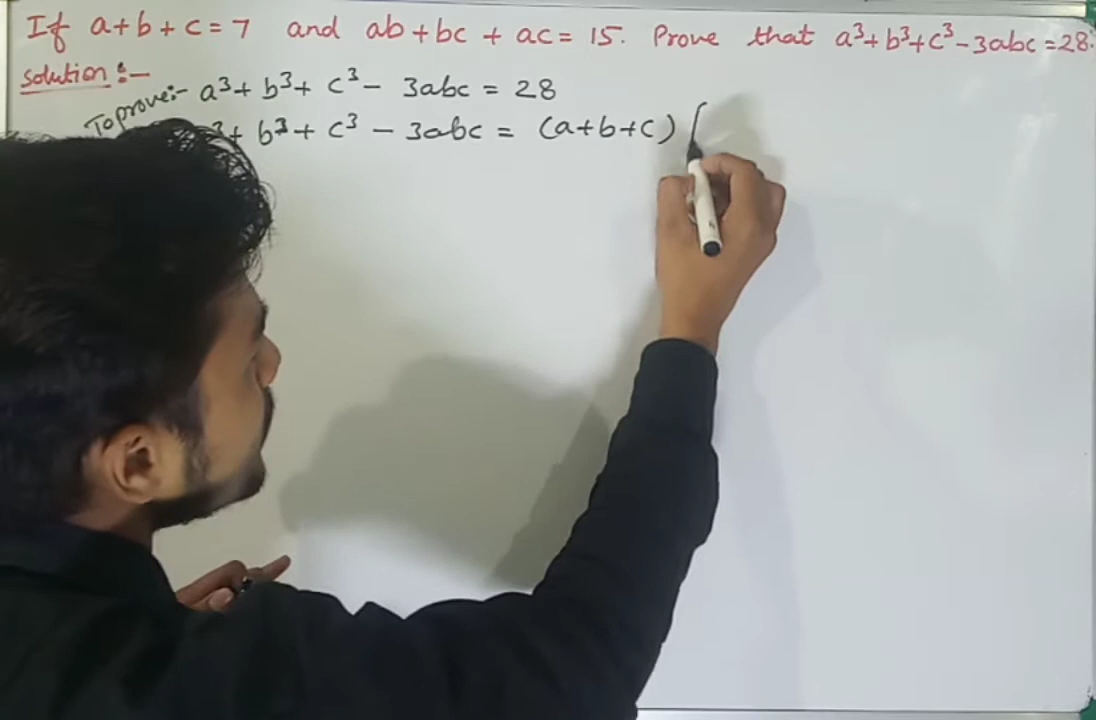 If a+b+c=7 and ab+bc+ac=15. Prove that a³+b³+c³-3abc=28.
Solution:-
To prove:- a³+b³+c³-3abc=28
³+b³+c³-3abc=(a+b+c)(